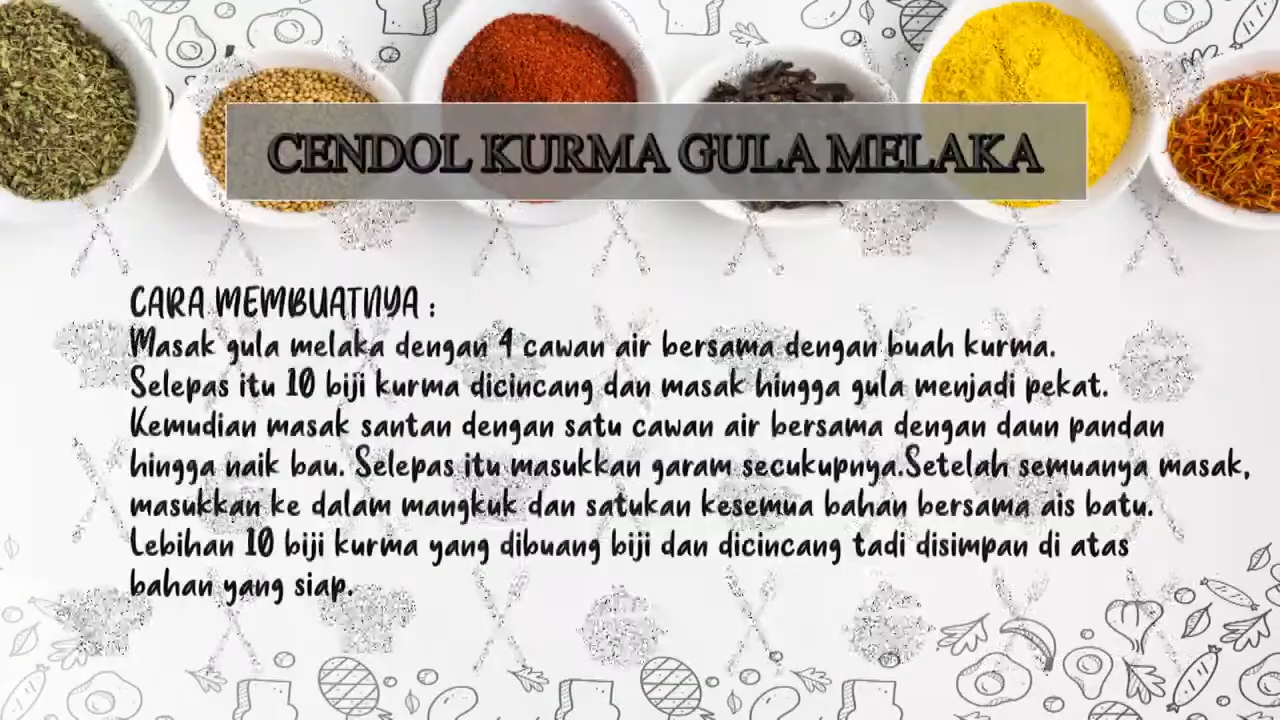 CENDOL KURMA GULA MELAKA
CARA MEMBUATNYA :
Masak gula melaka dengan 4 cawan air bersama dengan buah kurma.
Selepas itu 10 biji kurma dicincang dan masak hingga gula menjadi pekat.
Kemudian masak santan dengan satu cawan air bersama dengan daun pandan
hingga naik bau. Selepas itu masukkan garam secukupnya.Setelah semuanya masak,
masukkan ke dalam mangkuk dan satukan kesemua bahan bersama ais batu.
Lebihan 10 biji kurma yang dibuang biji dan dicincang tadi disimpan di atas
bahan yang siap.